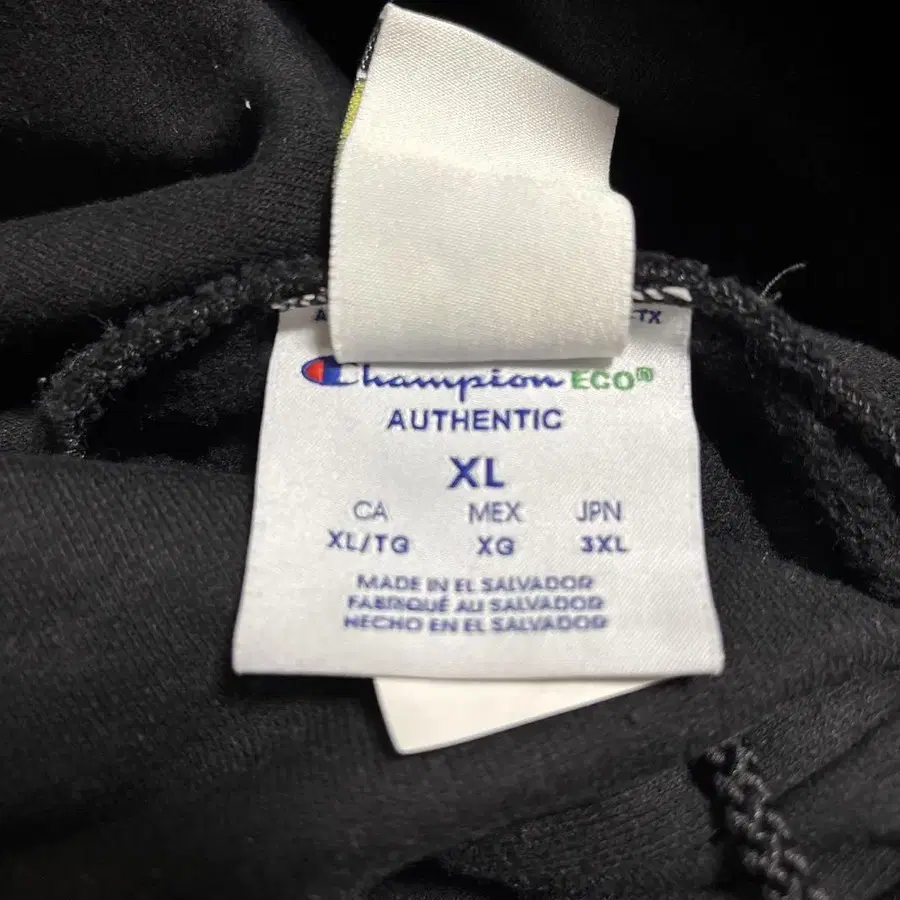 Champion ECO®
AUTHENTIC
XL
CA MEX JPN
XL/TG XG 3XL
MADE IN EL SALVADOR
FABRIQUÉ AU SALVADOR
HECHO EN EL SALVADOR